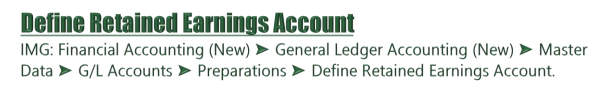 Define Retained Earnings Account
IMG: Financial Accounting (New) ➤ General Ledger Accounting (New) ➤ Master
Data ➤ G/L Accounts ➤ Preparations ➤ Define Retained Earnings Account.